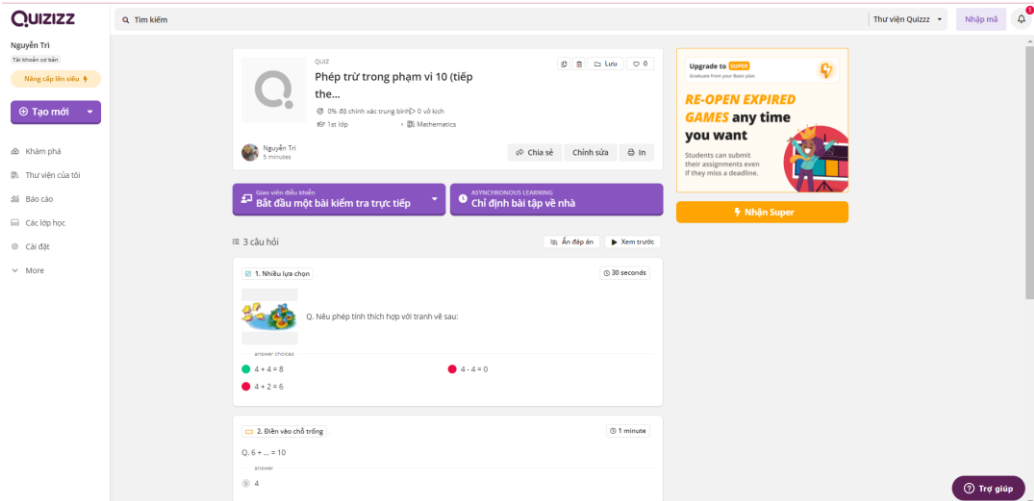 QUIZIZZ
Tìm kiếm
Thư viện Quizzz
Nhập mã
1
Nguyễn Tri
Tài khoản cơ bản
Nâng cấp lên siêu
Tạo mới
Khám phá
Thư viện của tôi
Báo cáo
Các lớp học
Cài đặt
More
QUIZ
Phép trừ trong phạm vi 10 (tiếp
the...
Lưu
0
0% độ chính xác trung bình
0 vở kịch
1st lớp
• Mathematics
Nguyễn Tri
5 minutes
Chia sẻ
Chỉnh sửa
In
Giao viên điều khiển
Bắt đầu một bài kiểm tra trực tiếp
ASYNCHRONOUS LEARNING
Chỉ định bài tập về nhà
3 câu hỏi
Ẩn đáp án
Xem trước
1. Nhiều lựa chọn
30 seconds
Q. Nêu phép tính thích hợp với tranh vẽ sau:
answer choices
4 + 4 = 8
4 - 4 = 0
4 + 2 = 6
2. Điền vào chỗ trống
1 minute
Q. 6 + ... = 10
answer
4
Upgrade to SUPER
Graduate from your Basic plan
RE-OPEN EXPIRED
GAMES any time
you want
Students can submit
their assignments even
if they miss a deadline.
Nhận Super
Trợ giúp